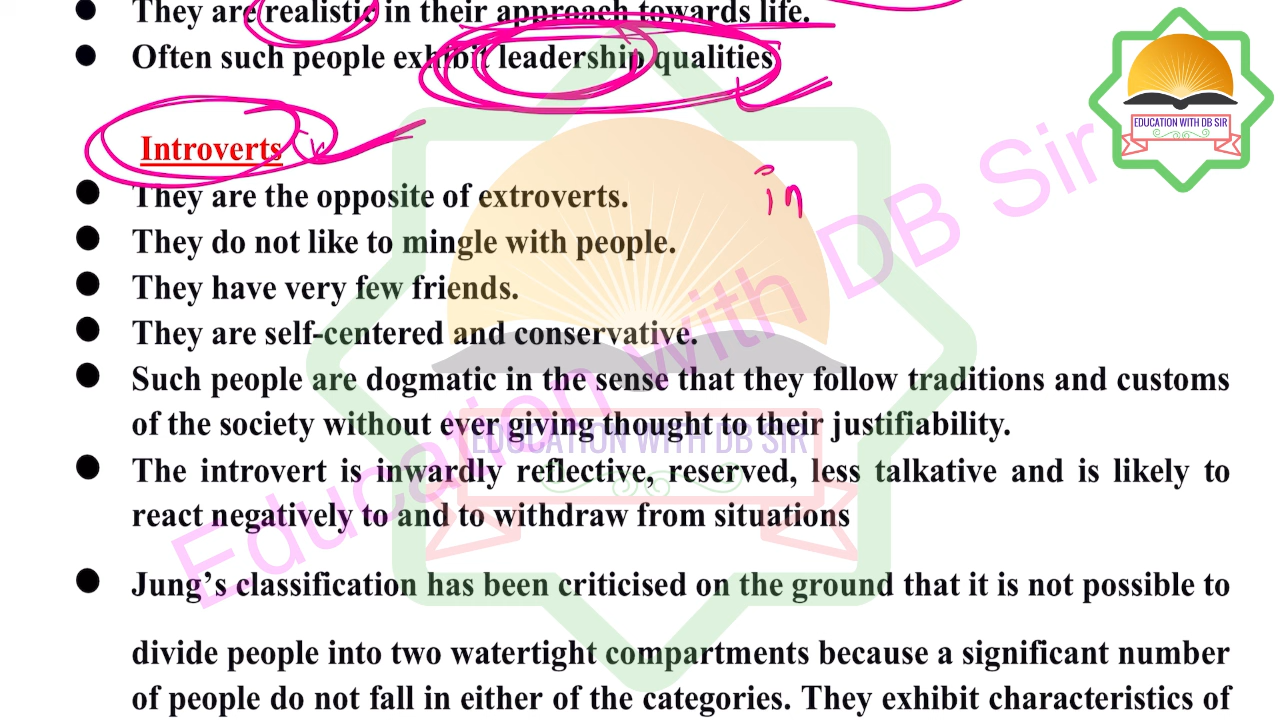 They are realistic in their approach towards life.
Often such people exhibit leadership qualities
EDUCATION WITH DB SIR
Introverts
They are the opposite of extroverts.
in
They do not like to mingle with people.
They have very few friends.
They are self-centered and conservative.
Such people are dogmatic in the sense that they follow traditions and customs
of the society without ever giving thought to their justifiability.
EDUCATION WITH DB SIR
Education with DB Sir
The introvert is inwardly reflective, reserved, less talkative and is likely to
react negatively to and to withdraw from situations
Jung’s classification has been criticised on the ground that it is not possible to
divide people into two watertight compartments because a significant number
of people do not fall in either of the categories. They exhibit characteristics of